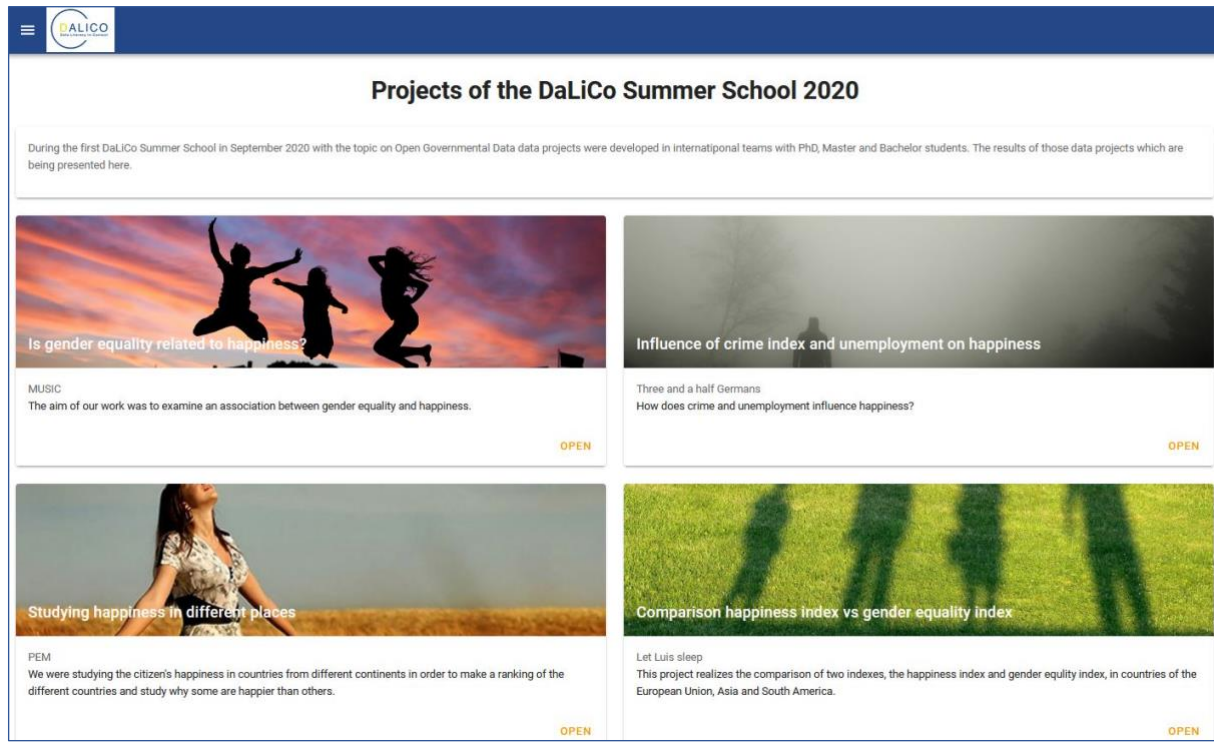 DALICO
Data Literacy in Context
Projects of the DaLiCo Summer School 2020
During the first DaLiCo Summer School in September 2020 with the topic on Open Governmental Data data projects were developed in internatiponal teams with PhD, Master and Bachelor students. The results of those data projects which are
being presented here.
Is gender equality related to happiness?
MUSIC
The aim of our work was to examine an association between gender equality and happiness.
OPEN
Influence of crime index and unemployment on happiness
Three and a half Germans
How does crime and unemployment influence happiness?
OPEN
Studying happiness in different places
PEM
We were studying the citizen's happiness in countries from different continents in order to make a ranking of the
different countries and study why some are happier than others.
OPEN
Comparison happiness index vs gender equality index
Let Luis sleep
This project realizes the comparison of two indexes, the happiness index and gender equlity index, in countries of the
European Union, Asia and South America.
OPEN